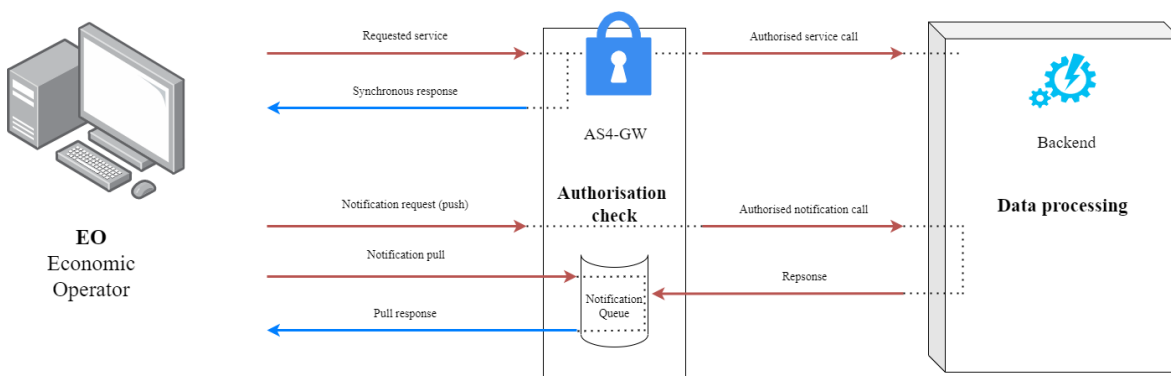 Requested service
Authorised service call
Synchronous response
AS4-GW
Backend
Authorisation
check
Data processing
Notification request (push)
Authorised notification call
EO
Economic
Operator
Notification pull
Repsonse
Notification
Queue
Pull response